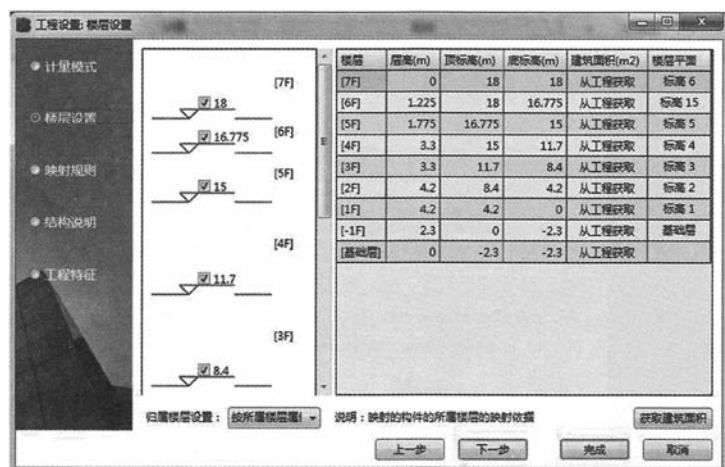 工程设置: 楼层设置
计量模式
楼层设置
映射规则
结构说明
工程特征
[7F]
18
[6F]
16.775
[5F]
15
[4F]
11.7
[3F]
8.4
楼层 层高(m) 顶标高(m) 底标高(m) 建筑面积(m2) 楼层平面
[7F] 0 18 18 从工程获取 标高 6
[6F] 1.225 18 16.775 从工程获取 标高 15
[5F] 1.775 16.775 15 从工程获取 标高 5
[4F] 3.3 15 11.7 从工程获取 标高 4
[3F] 3.3 11.7 8.4 从工程获取 标高 3
[2F] 4.2 8.4 4.2 从工程获取 标高 2
[1F] 4.2 4.2 0 从工程获取 标高 1
[-1F] 2.3 0 -2.3 从工程获取 基础层
[基础层] 0 -2.3 -2.3 从工程获取
归属楼层设置： 按所属楼层属 说明：映射的构件的所属楼层的映射依据 获取建筑面积
上一步 下一步 完成 取消